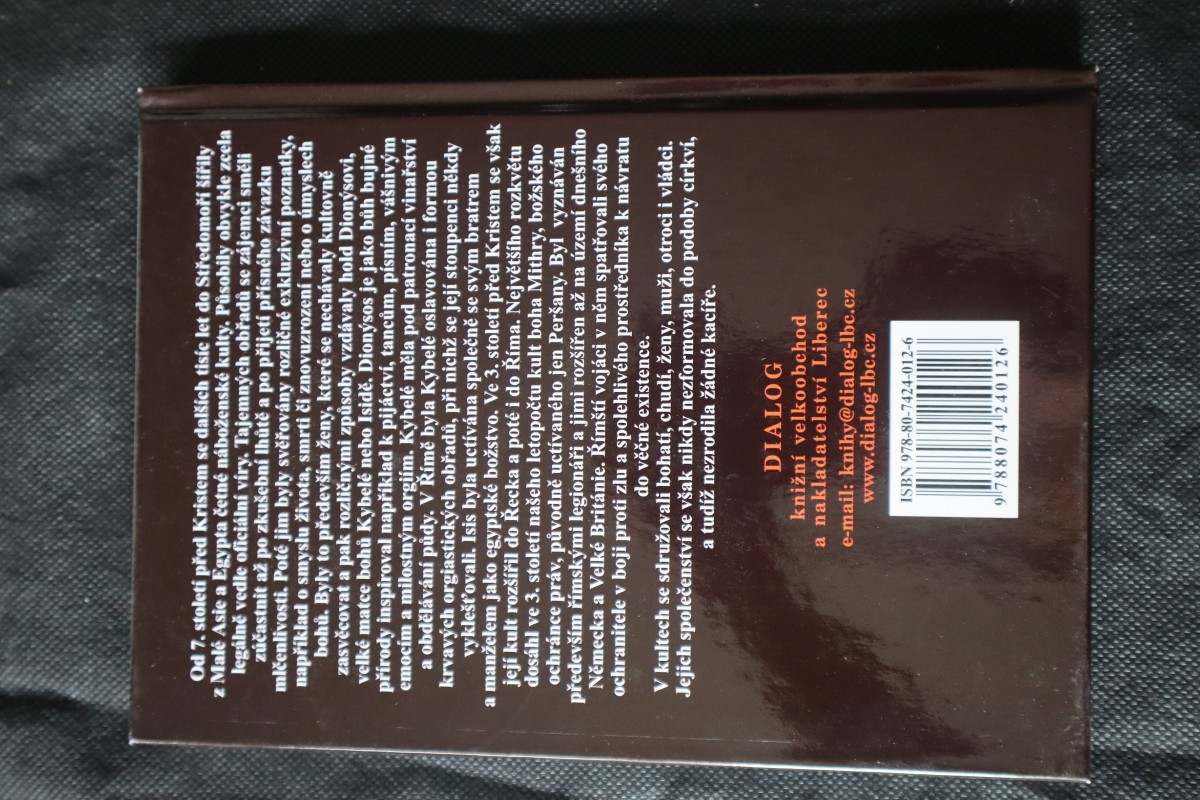 Od 7. století před Kristem se dalších tisíc let do Středomoří šířily
z Malé Asie a Egypta četné náboženské kulty. Působily obvykle zcela
legálně vedle oficiální víry. Tajemných obřadů se zájemci směli
zúčastnit až po zkušební lhůtě a po přijetí přísného závazku
mlčenlivosti. Poté jim byly svěřovány rozličné exkluzivní poznatky,
například o smyslu života, smrti či znovuzrození nebo o úmyslech
bohů. Byly to především ženy, které se nechávaly kultovně
zasvěcovat a pak rozličnými způsoby vzdávaly hold Dionýsovi,
velké matce bohů Kybelé nebo Isidě. Dionýsos je jako bůh bujné
přírody inspiroval například k pijáctví, tancům, písním, vášnivým
emocím a milostným orgiím. Kybelé měla pod patronací vinařství
a obdělávání půdy. V Římě byla Kybelé oslavována i formou
krvavých orgiastických obřadů, při nichž se její stoupenci někdy
vyklešťovali. Isis byla uctívána společně se svým bratrem
a manželem jako egyptské božstvo. Ve 3. století před Kristem se však
její kult rozšířil do Řecka a poté i do Říma. Největšího rozkvětu
dosáhl ve 3. století našeho letopočtu kult boha Mithry, božského
ochránce práv, původně uctívaného jen Peršany. Byl vyznáván
především římskými legionáři a jimi rozšířen až na území dnešního
Německa a Velké Británie. Římští vojáci v něm spatřovali svého
ochranitele v boji proti zlu a spolehlivého prostředníka k návratu
do věčné existence.
V kultech se sdružovali bohatí, chudí, ženy, muži, otroci i vládci.
Jejich společenství se však nikdy nezformovala do podoby církví,
a tudíž nezrodila žádné kacíře.
DIALOG
knižní velkoobchod
a nakladatelství Liberec
e-mail: knihy@dialog-lbc.cz
www.dialog-lbc.cz
ISBN 978-80-7424-012-6
9 788074 240126